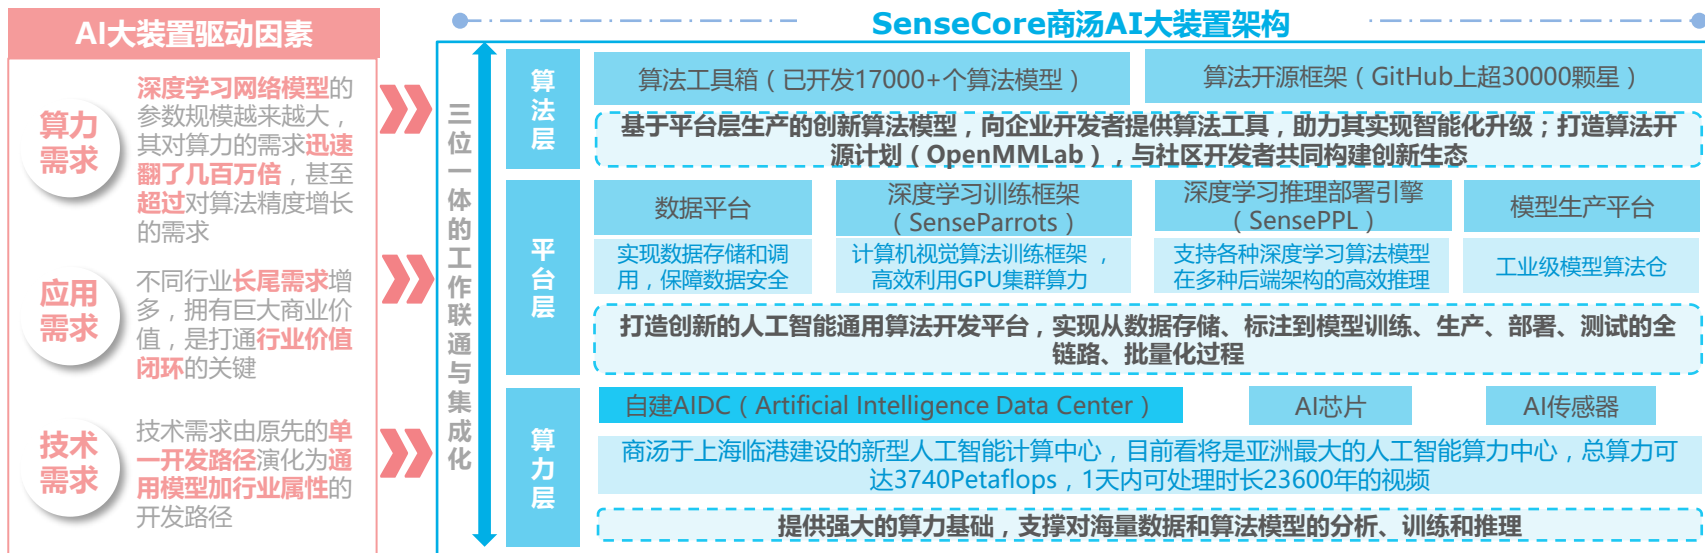 AI大装置驱动因素
算力
需求
深度学习网络模型的
参数规模越来越大，
其对算力的需求迅速
翻了几百万倍，甚至
超过对算法精度增长
的需求
应用
需求
不同行业长尾需求增
多，拥有巨大商业价
值，是打通行业价值
闭环的关键
技术
需求
技术需求由原先的单
一开发路径演化为通
用模型加行业属性的
开发路径
SenseCore商汤AI大装置架构
三位一体的工作联通与集成化
算法层
算法工具箱（已开发17000+个算法模型）
算法开源框架（GitHub上超30000颗星）
基于平台层生产的创新算法模型，向企业开发者提供算法工具，助力其实现智能化升级；打造算法开
源计划（OpenMMLab），与社区开发者共同构建创新生态
平台层
数据平台
实现数据存储和调
用，保障数据安全
深度学习训练框架
（SenseParrots）
计算机视觉算法训练框架，
高效利用GPU集群算力
深度学习推理部署引擎
（SensePPL）
支持各种深度学习算法模型
在多种后端架构的高效推理
模型生产平台
工业级模型算法仓
打造创新的人工智能通用算法开发平台，实现从数据存储、标注到模型训练、生产、部署、测试的全
链路、批量化过程
算力层
自建AIDC（Artificial Intelligence Data Center）
AI芯片
AI传感器
商汤于上海临港建设的新型人工智能计算中心，目前看将是亚洲最大的人工智能算力中心，总算力可
达3740Petaflops，1天内可处理时长23600年的视频
提供强大的算力基础，支撑对海量数据和算法模型的分析、训练和推理